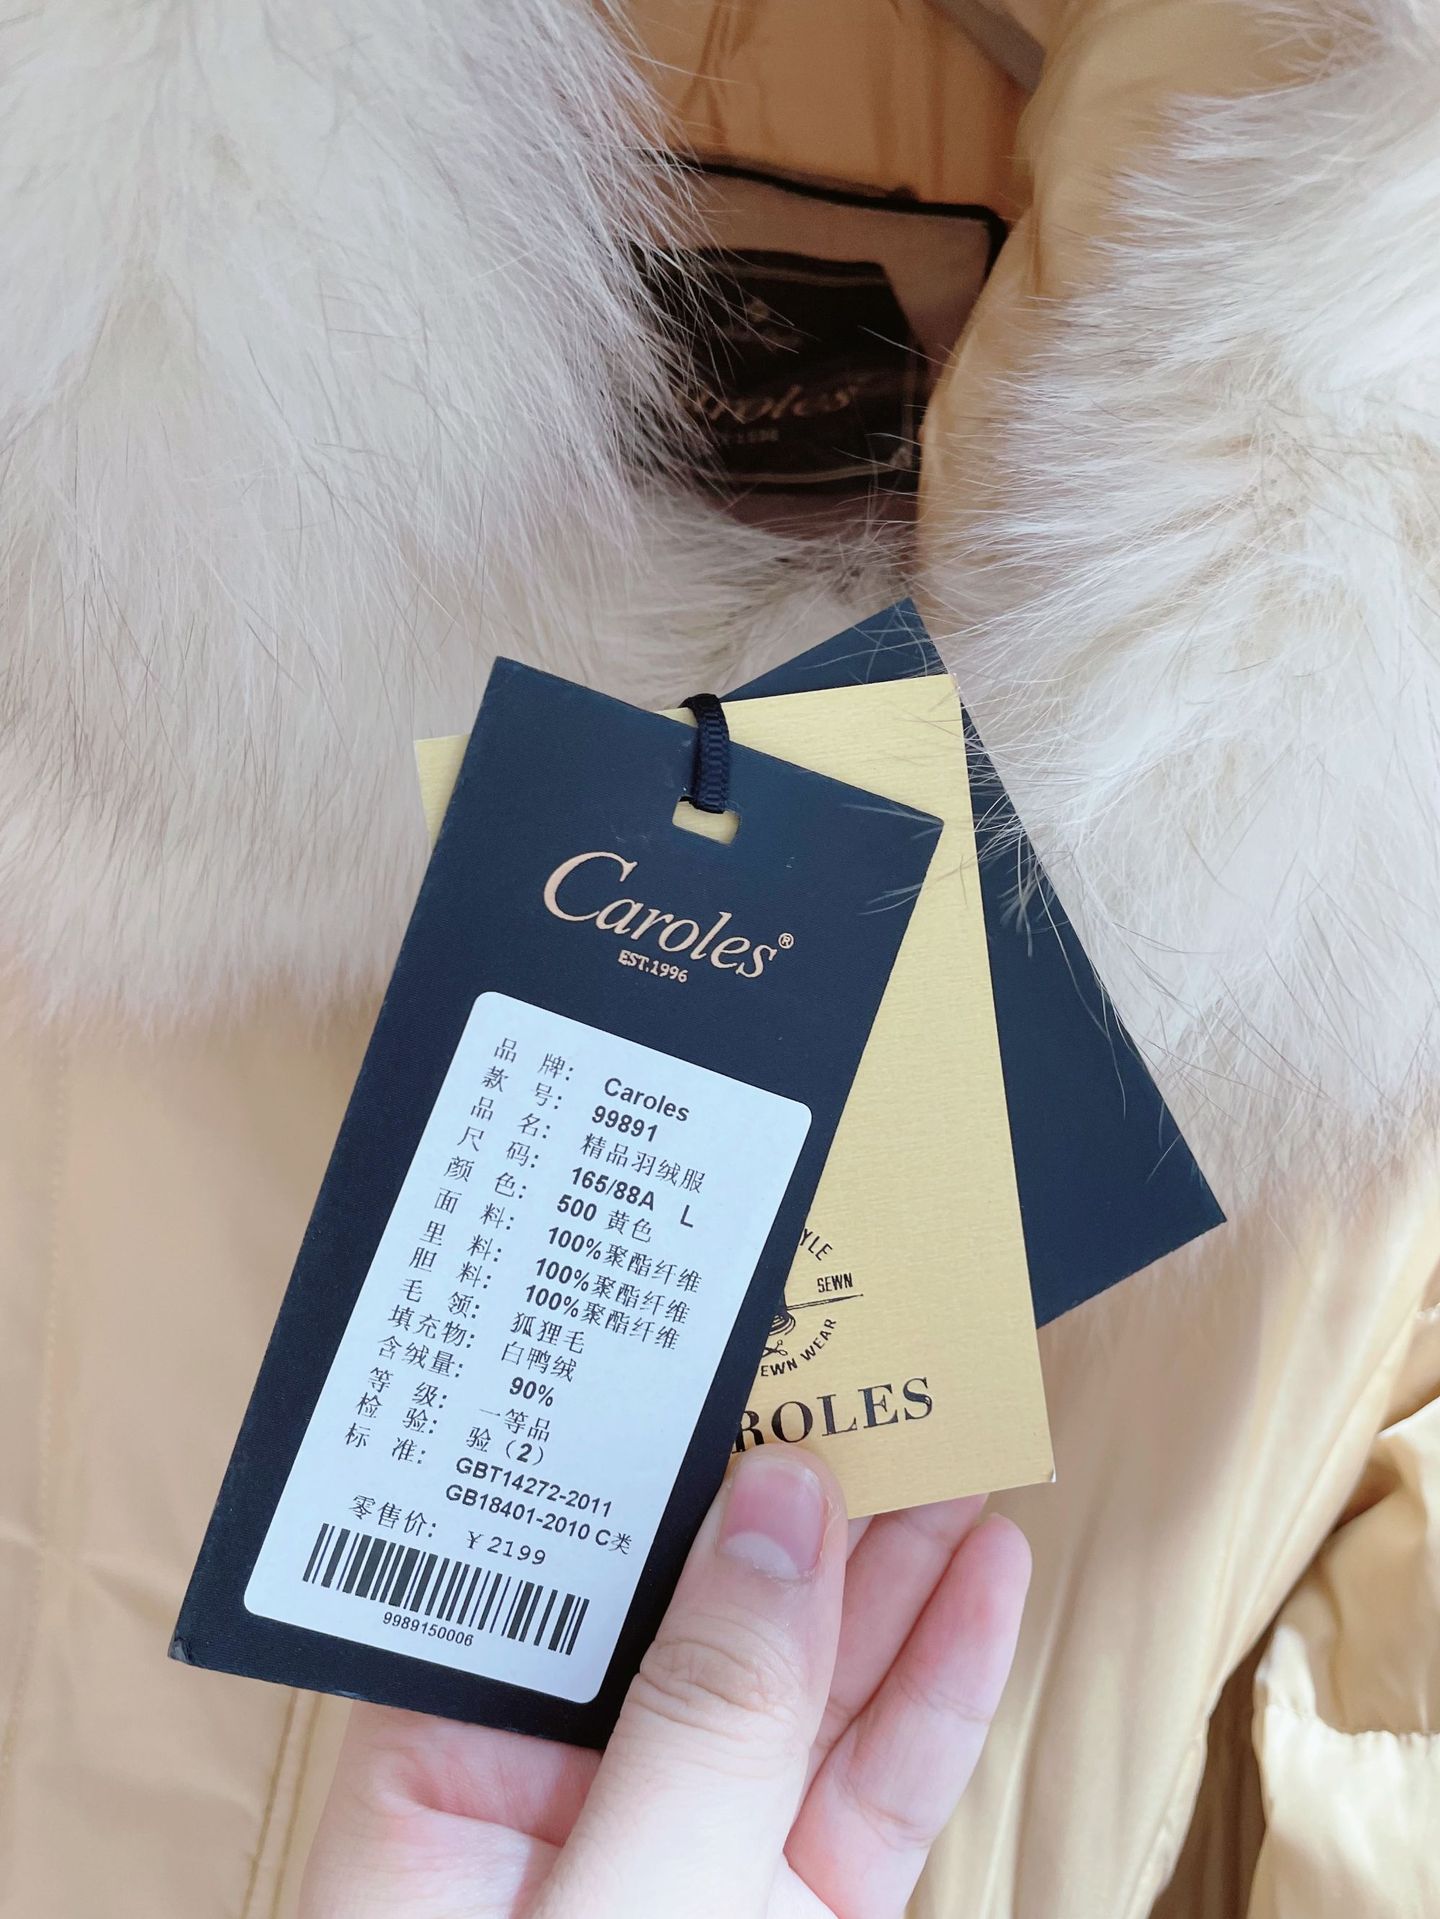 Caroles®
EST.1996
品 牌: Caroles
款 号: 99891
品 名: 精品羽绒服
尺 码: 165/88A L
颜 色: 500 黄色
面 料: 100%聚酯纤维
里 料: 100%聚酯纤维
胆 料: 100%聚酯纤维
毛 领: 狐狸毛
填充物: 白鸭绒
含绒量: 90%
等 级: 一等品
检 验: 验（2）
标 准: GBT14272-2011
GB18401-2010 C类
零售价: ¥2199
9989150006
YLE
SEWN
EWN WEAR
ROLES
roles